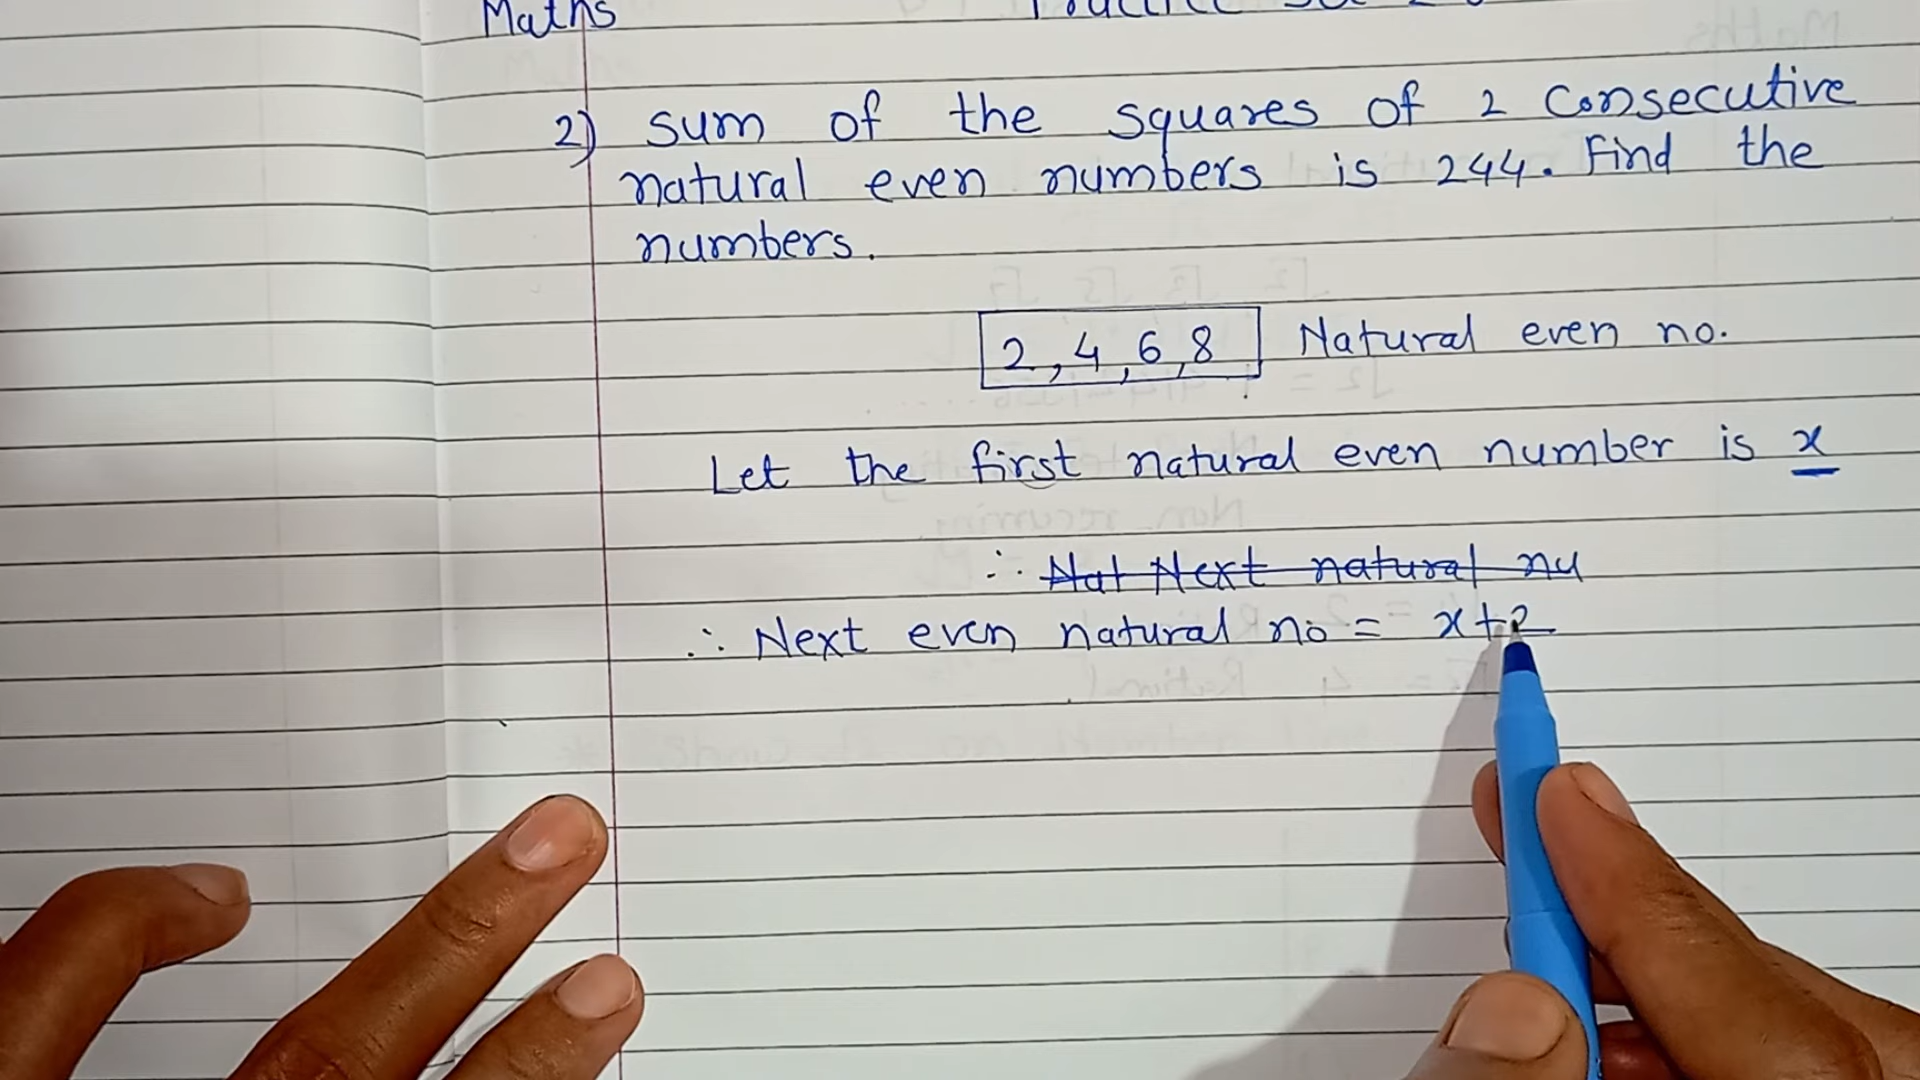 Maths
2) Sum of the squares of 2 Consecutive
natural even numbers is 244. Find the
numbers.
2, 4, 6, 8 Natural even no.
Let the first natural even number is x
∴ Nat Next natural nu
∴ Next even natural no = x+2